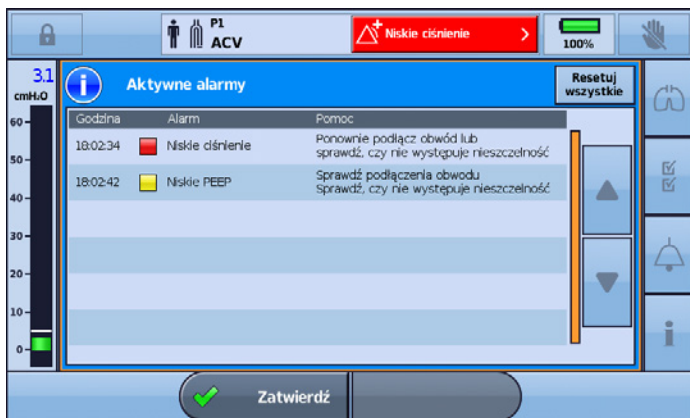 P1
ACV
Niskie ciśnienie
100%
3.1
cmH₂O
Aktywne alarmy
Resetuj
wszystkie
Godzina Alarm Pomoc
18:02:34 Niskie ciśnienie Ponownie podłącz obwód lub
sprawdź, czy nie występuje nieszczelność
18:02:42 Niskie PEEP Sprawdź podłączenia obwodu
Sprawdź, czy nie występuje nieszczelność
60
50
40
30
20
10
0
Zatwierdź